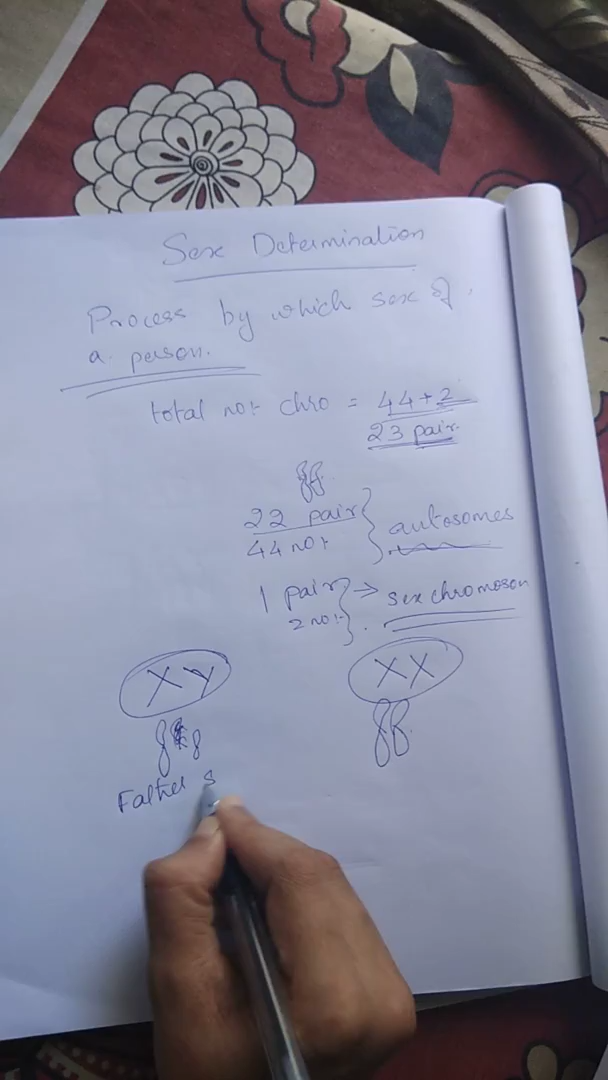 Sex Determination
Process by which sex of
a person.
total no:- chro = 44+2
23 pair
22 pair
44 no:-
autosomes
1 pair → sex chromoson
2 no:-
XY
XX
Father s